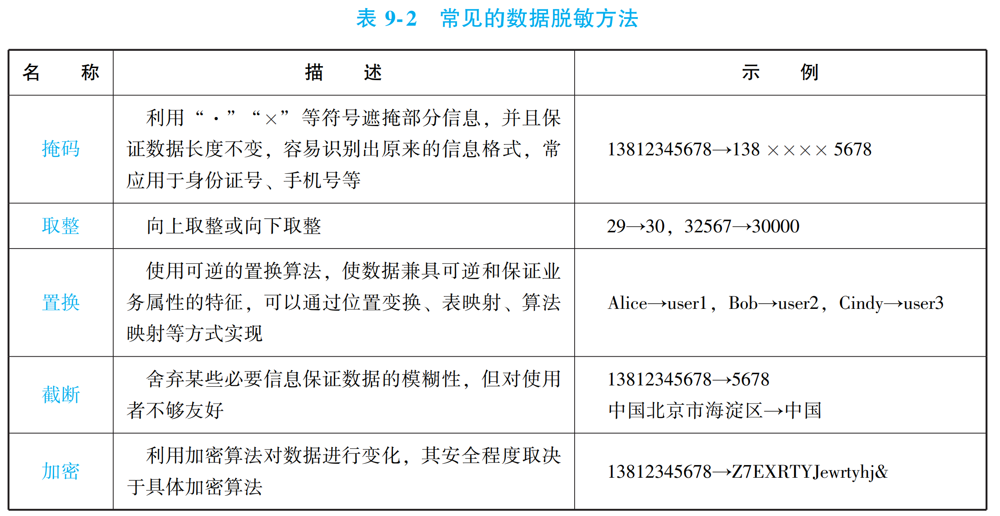 表 9-2 常见的数据脱敏方法
名 称 描 述 示 例
掩码
利用“·”“×”等符号遮掩部分信息，并且保
证数据长度不变，容易识别出原来的信息格式，常
应用于身份证号、手机号等
13812345678→138 ×××× 5678
取整
向上取整或向下取整
29→30，32567→30000
置换
使用可逆的置换算法，使数据兼具可逆和保证业
务属性的特征，可以通过位置变换、表映射、算法
映射等方式实现
Alice→user1，Bob→user2，Cindy→user3
截断
舍弃某些必要信息保证数据的模糊性，但对使用
者不够友好
13812345678→5678
中国北京市海淀区→中国
加密
利用加密算法对数据进行变化，其安全程度取决
于具体加密算法
13812345678→Z7EXRTYJewrtyhj&